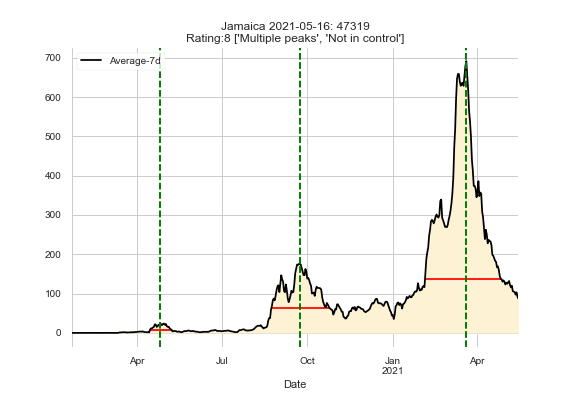 Jamaica 2021-05-16: 47319
Rating:8 ['Multiple peaks', 'Not in control']
700
Average-7d
600
500
400
300
200
100
0
Apr
Jul
Oct
Jan
2021
Apr
Date